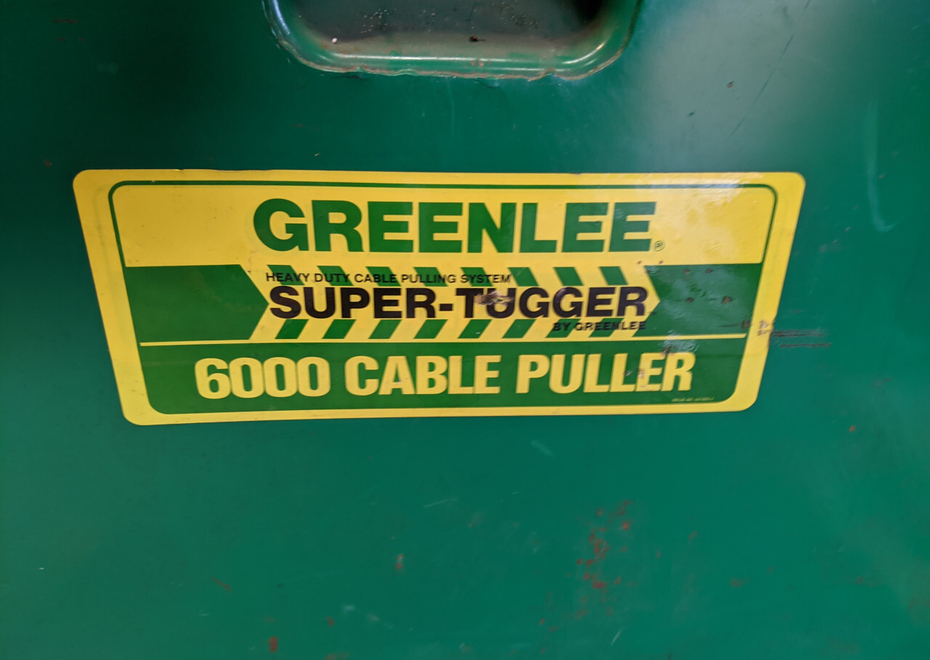 GREENLEE®
HEAVY DUTY CABLE PULLING SYSTEM
SUPER-TUGGER
BY GREENLEE
6000 CABLE PULLER